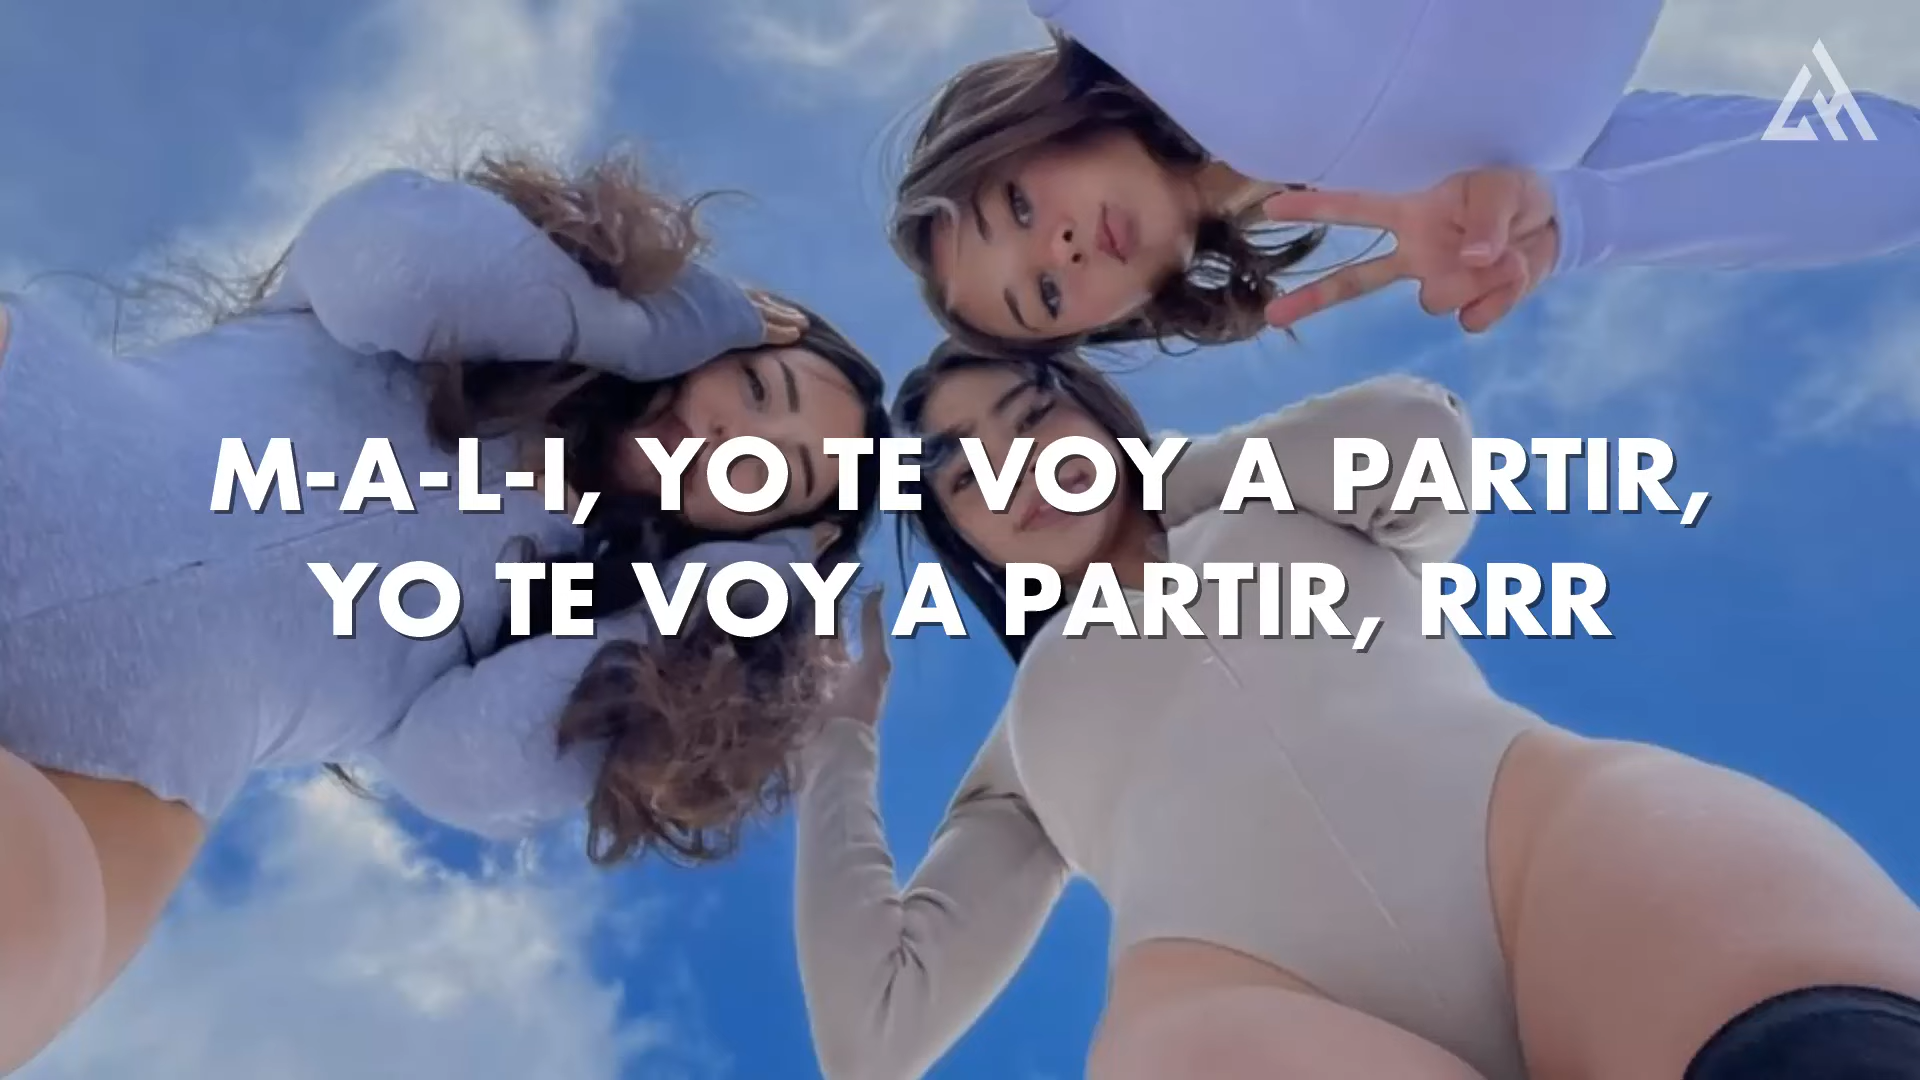 M-A-L-I, YO TE VOY A PARTIR,
YO TE VOY A PARTIR, RRR